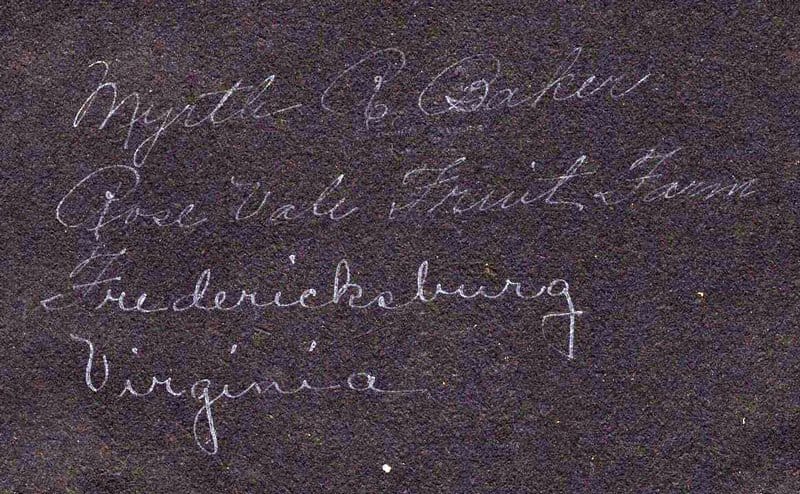 Myrtle R Baker
Rose Vale Fruit Farm
Fredericksburg
Virginia